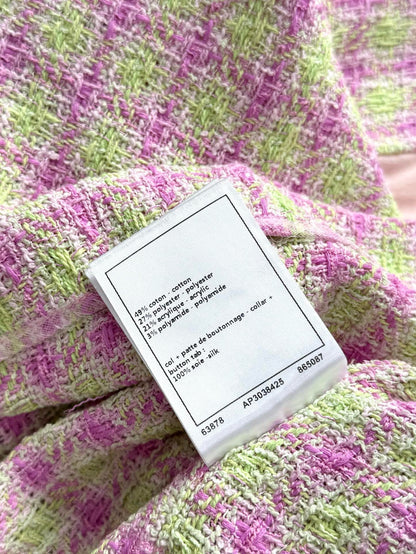 49% coton - cotton
27% polyester - polyester
21% acrylique - acrylic
3% polyamide - polyamide
col + patte de boutonnage - collar +
button tab :
100% soie - silk
63878 AP3038425 865087